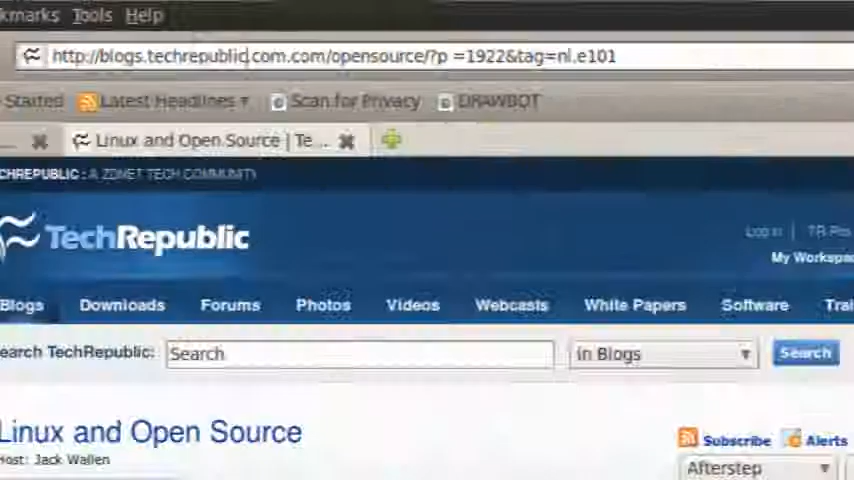 kmarks Tools Help
http://blogs.techrepublic.com.com/opensource/?p =1922&tag=nl.e101
Started Latest Headlines Scan for Privacy DRAWBOT
... Linux and Open Source | Te...
CHREPUBLIC : A ZDNET TECH COMMUNITY
TechRepublic
Log In | TR Pro
My Workspac
Blogs Downloads Forums Photos Videos Webcasts White Papers Software Trai
earch TechRepublic: Search in Blogs Search
Linux and Open Source
Host: Jack Wallen
Subscribe Alerts
Afterstep